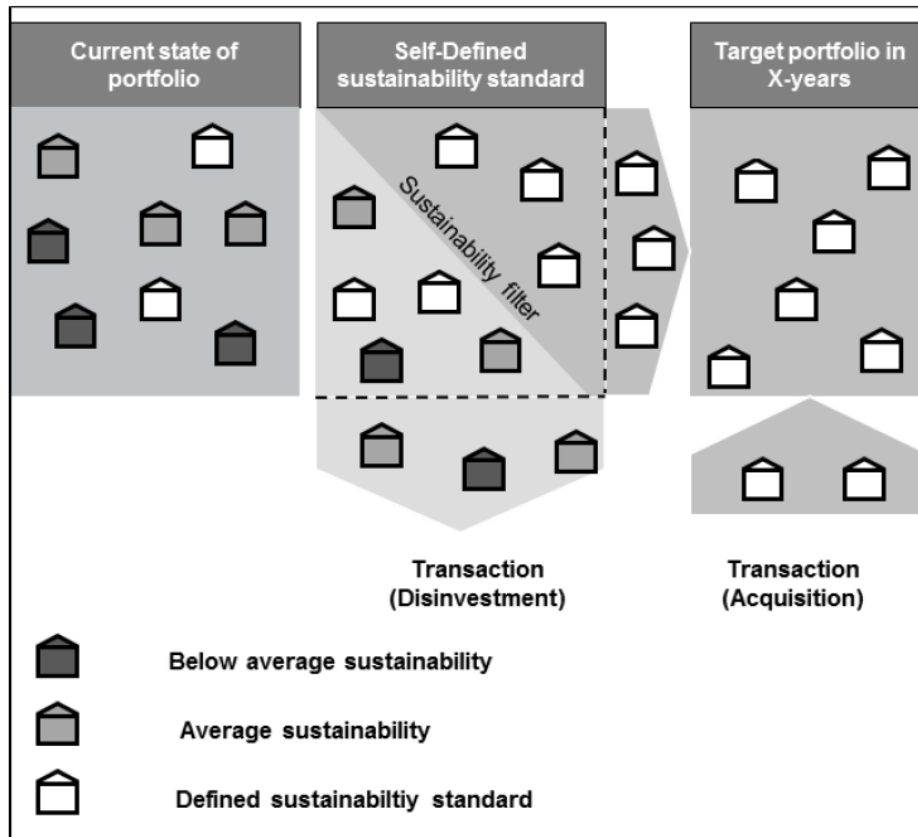 Current state of
portfolio
Self-Defined
sustainability standard
Target portfolio in
X-years
Sustainability filter
Transaction
(Disinvestment)
Transaction
(Acquisition)
Below average sustainability
Average sustainability
Defined sustainabiltiy standard